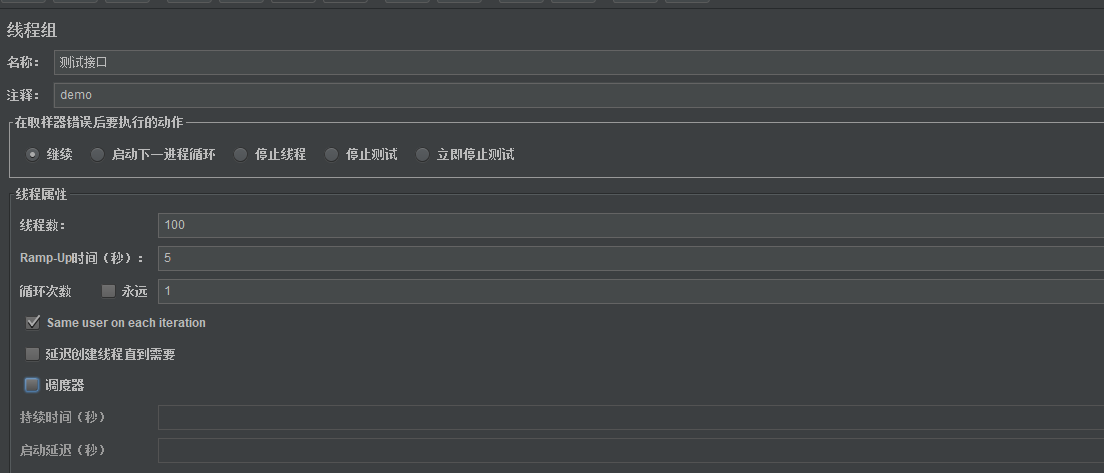 线程组
名称： 测试接口
注释： demo
在取样器错误后要执行的动作
继续 启动下一进程循环 停止线程 停止测试 立即停止测试
线程属性
线程数： 100
Ramp-Up时间（秒）： 5
循环次数 永远 1
Same user on each iteration
延迟创建线程直到需要
调度器
持续时间（秒）
启动延迟（秒）